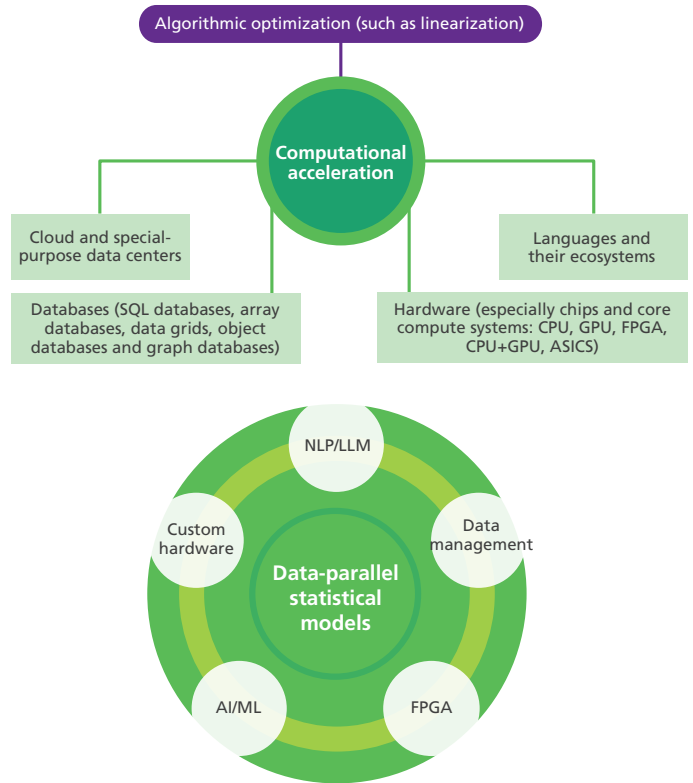 Algorithmic optimization (such as linearization)
Computational
acceleration
Cloud and special-
purpose data centers
Languages and
their ecosystems
Databases (SQL databases, array
databases, data grids, object
databases and graph databases)
Hardware (especially chips and core
compute systems: CPU, GPU, FPGA,
CPU+GPU, ASICS)
NLP/LLM
Custom
hardware
Data
management
Data-parallel
statistical
models
AI/ML
FPGA